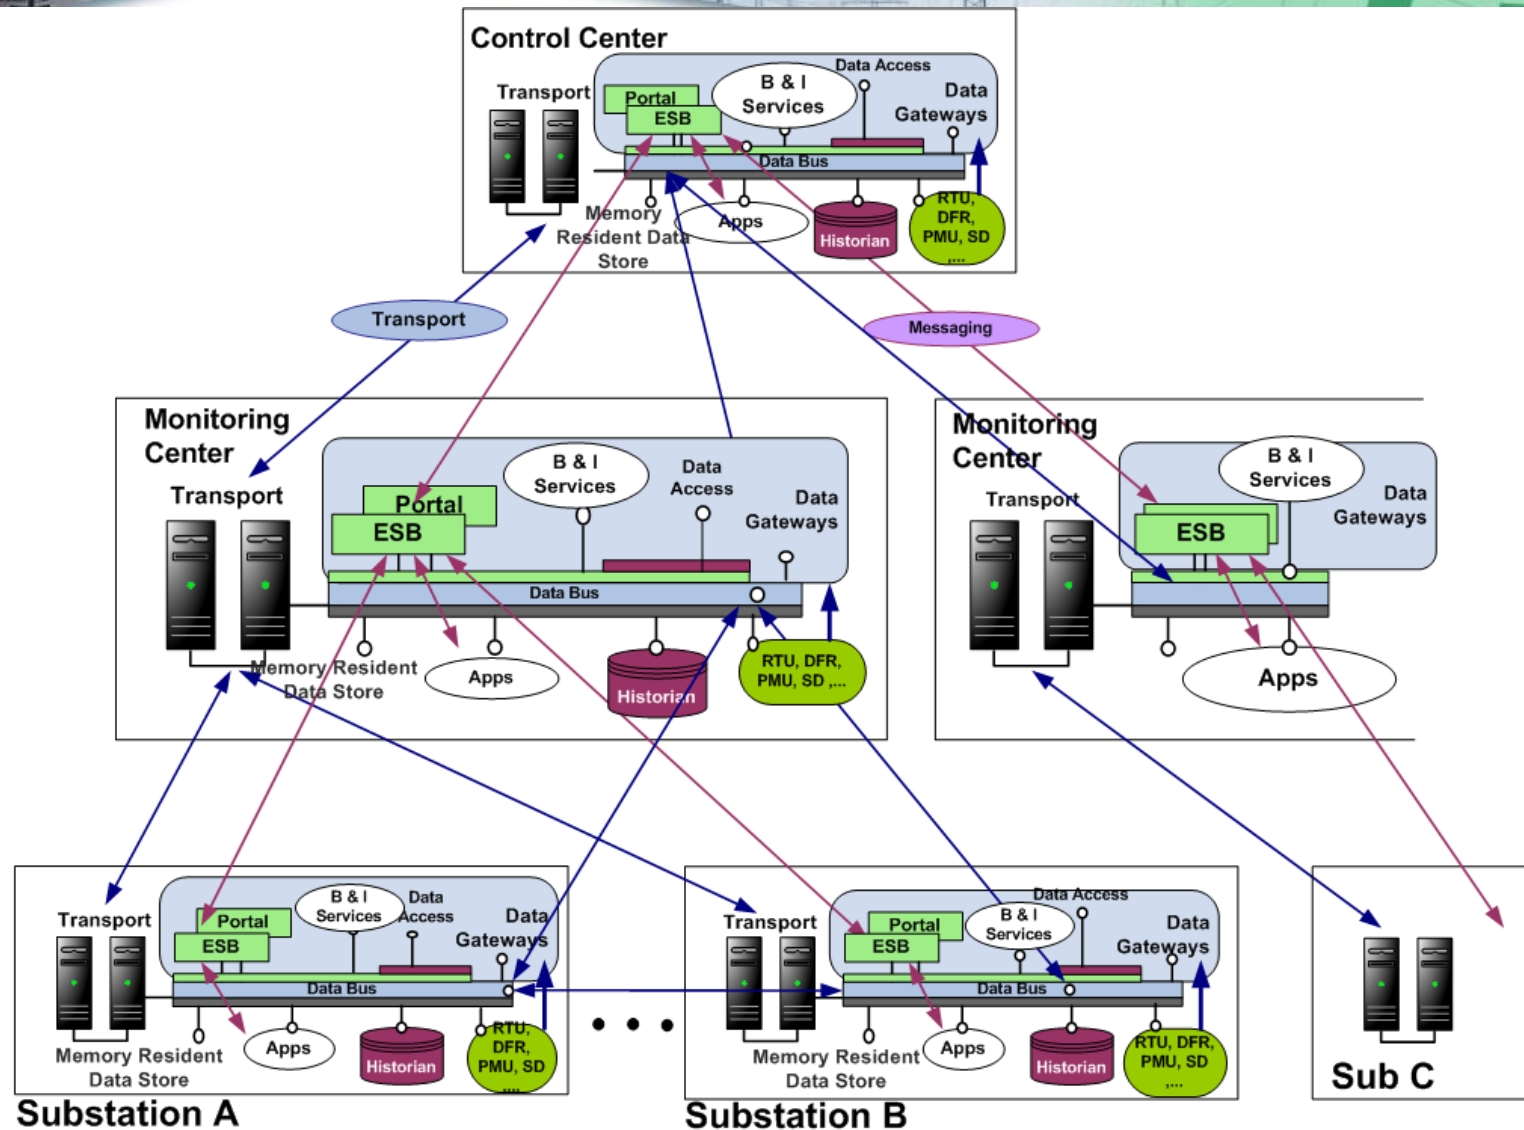 Control Center
Data Access
B & I
Services
Transport
Data
Gateways
Portal
ESB
Data Bus
Memory
Resident Data
Store
Apps
Historian
RTU,
DFR,
PMU, SD
,....
Transport
Messaging
Monitoring
Center
Transport
B & I
Services
Data
Access
Data
Gateways
Portal
ESB
Data Bus
Memory Resident
Data Store
Apps
Historian
RTU, DFR,
PMU, SD ,...
Monitoring
Center
Transport
B & I
Services
Data
Gateways
ESB
Apps
Transport
B & I
Services
Data
Access
Data
Gateways
Portal
ESB
Data Bus
Memory Resident
Data Store
Apps
Historian
RTU,
DFR,
PMU, SD
,....
Substation A
Transport
Data Access
B & I
Services
Data
Gateways
Portal
ESB
Data Bus
Memory Resident
Data Store
Apps
Historian
RTU, DFR,
PMU, SD
,...
Substation B
Sub C